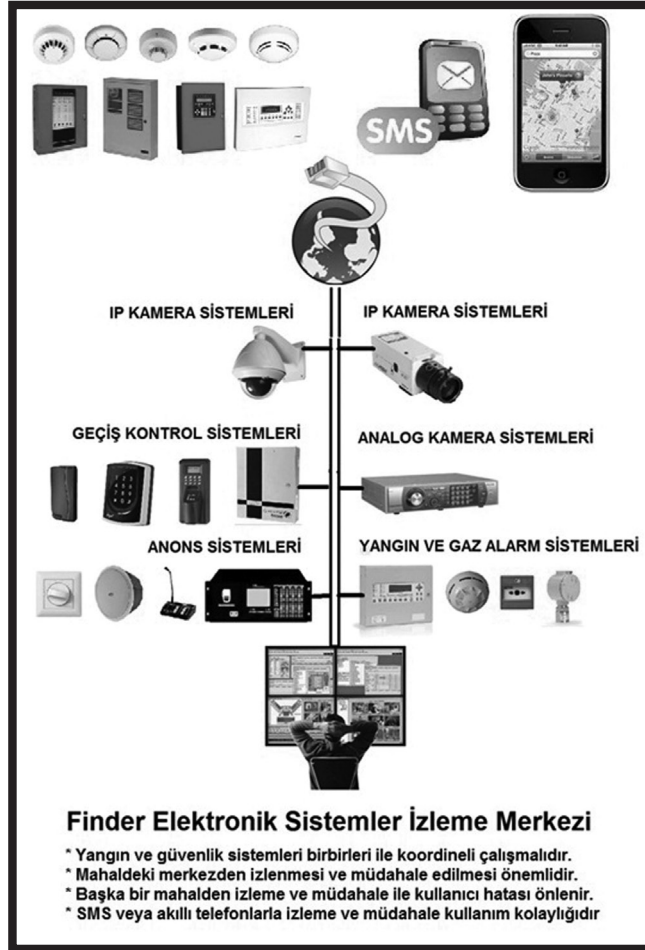 SMS
IP KAMERA SİSTEMLERİ
IP KAMERA SİSTEMLERİ
GEÇİŞ KONTROL SİSTEMLERİ
ANALOG KAMERA SİSTEMLERİ
ANONS SİSTEMLERİ
YANGIN VE GAZ ALARM SİSTEMLERİ
Finder Elektronik Sistemler İzleme Merkezi
* Yangın ve güvenlik sistemleri birbirleri ile koordineli çalışmalıdır.
* Mahaldeki merkezden izlenmesi ve müdahale edilmesi önemlidir.
* Başka bir mahalden izleme ve müdahale ile kullanıcı hatası önlenir.
* SMS veya akıllı telefonlarla izleme ve müdahale kullanım kolaylığıdır